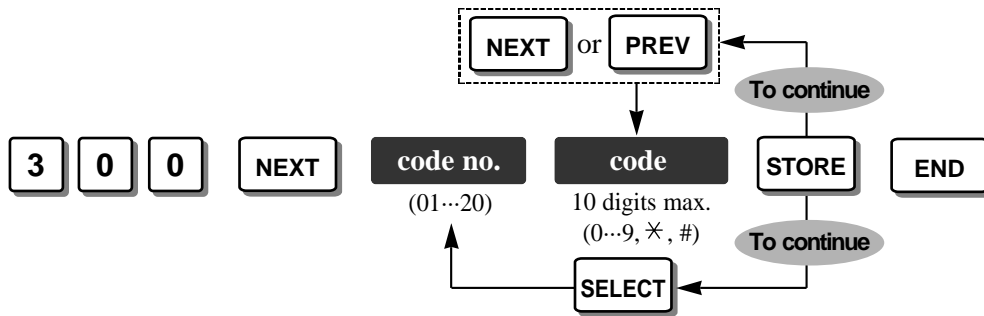 NEXT or PREV
To continue
3 0 0 NEXT code no. code STORE END
(01···20) 10 digits max.
(0···9, ✳, #)
To continue
SELECT